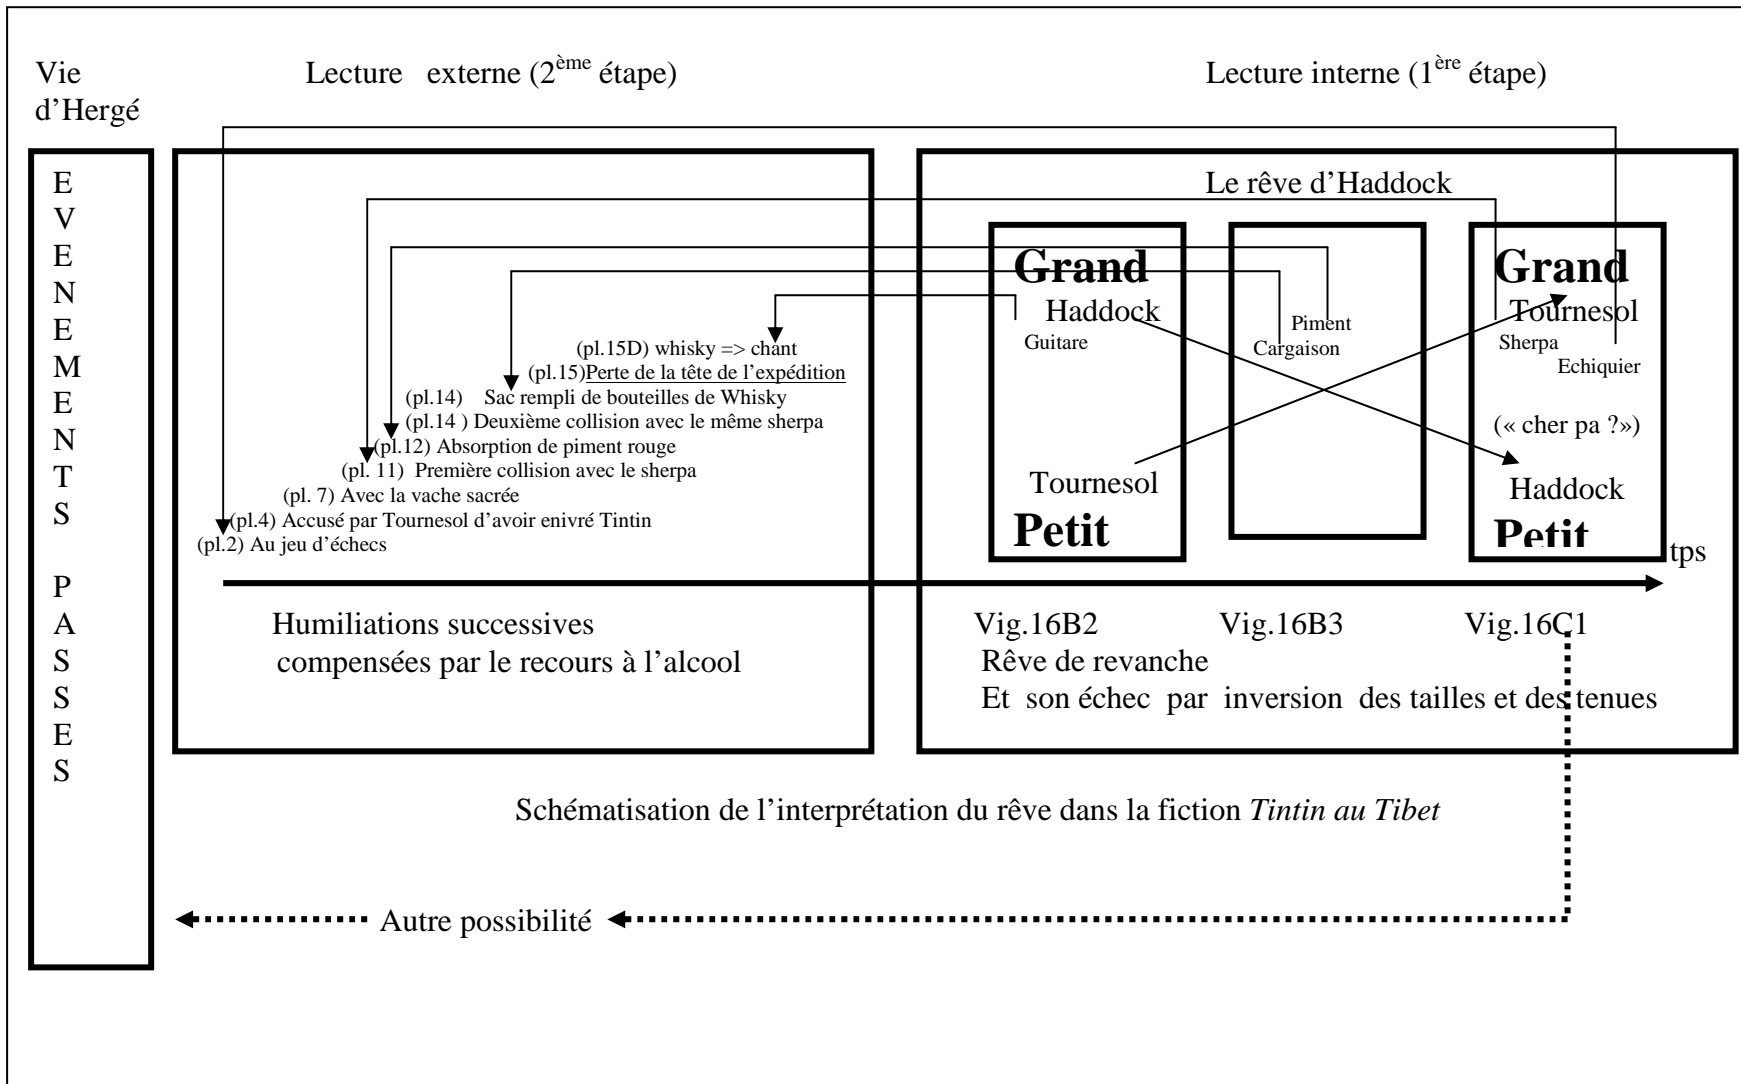 Vie
d’Hergé
Lecture externe (2ème étape)
Lecture interne (1ère étape)
E
V
E
N
E
M
E
N
T
S
P
A
S
S
E
S
(pl.15D) whisky => chant
(pl.15)Perte de la tête de l’expédition
(pl.14) Sac rempli de bouteilles de Whisky
(pl.14 ) Deuxième collision avec le même sherpa
(pl.12) Absorption de piment rouge
(pl. 11) Première collision avec le sherpa
(pl. 7) Avec la vache sacrée
(pl.4) Accusé par Tournesol d’avoir enivré Tintin
(pl.2) Au jeu d’échecs
Humiliations successives
compensées par le recours à l’alcool
Le rêve d’Haddock
Grand
Haddock
Guitare
Tournesol
Petit
Piment
Cargaison
Grand
Tournesol
Sherpa
Echiquier
(« cher pa ?»)
Haddock
Petit
tps
Vig.16B2
Vig.16B3
Vig.16C1
Rêve de revanche
Et son échec par inversion des tailles et des tenues
Schématisation de l’interprétation du rêve dans la fiction Tintin au Tibet
Autre possibilité